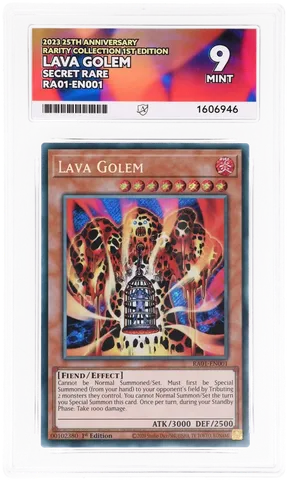 2023 25TH ANNIVERSARY
RARITY COLLECTION 1ST EDITION
LAVA GOLEM
SECRET RARE
RA01-EN001
9
MINT
1606946
LAVA GOLEM
炎
RA01-EN001
[FIEND/EFFECT]
Cannot be Normal Summoned/Set. Must first be Special
Summoned (from your hand) to your opponent's field by Tributing
2 monsters they control. You cannot Normal Summon/Set the turn
you Special Summon this card. Once per turn, during your Standby
Phase: Take 1000 damage.
ATK/3000 DEF/2500
00102380 1st Edition